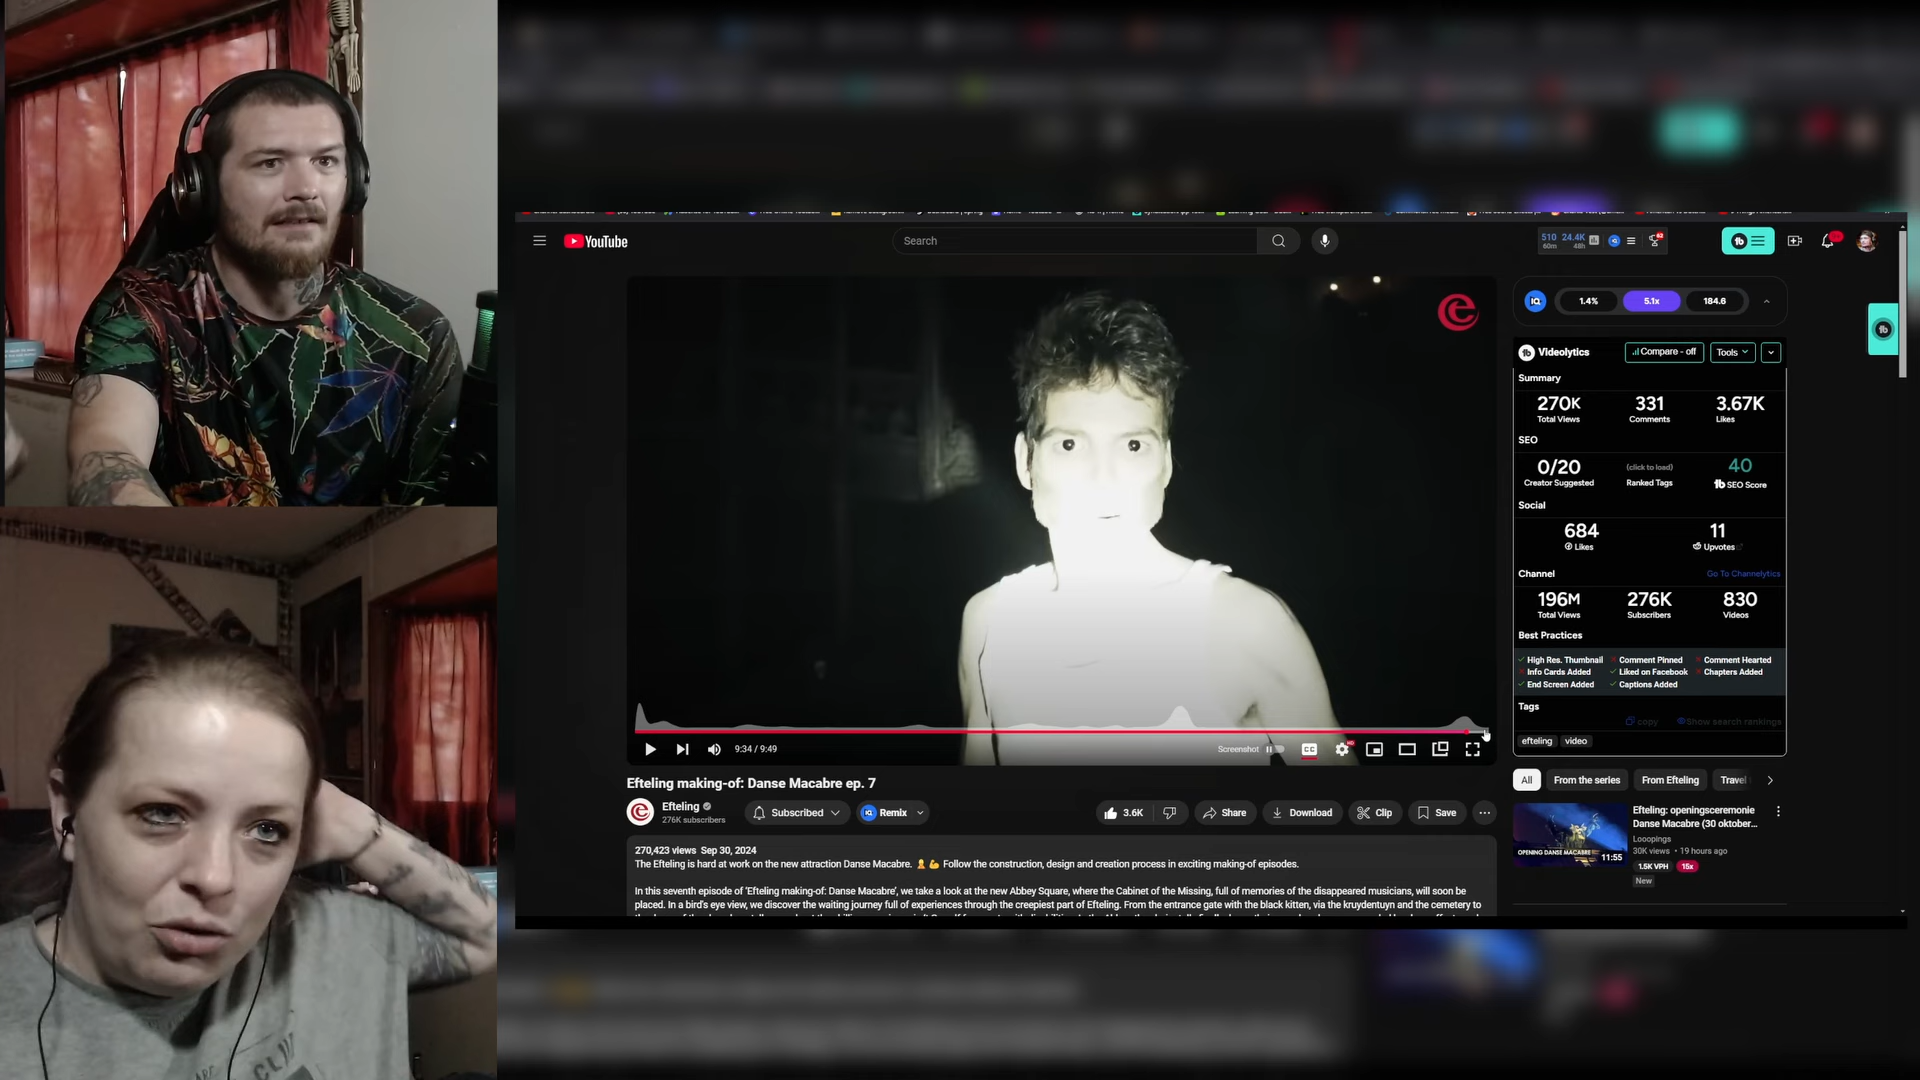 YouTube
Search
510 24.4K
60m 48h
1.4% 5.1x 184.6
Videolytics
Compare - off
Tools
Summary
270K 331 3.67K
Total Views Comments Likes
SEO
0/20 (click to load) 40
Creator Suggested Ranked Tags SEO Score
Social
684 11
Likes Upvotes
Channel Go To Channelytics
196M 276K 830
Total Views Subscribers Videos
Best Practices
High Res. Thumbnail Comment Pinned Comment Hearted
Info Cards Added Liked on Facebook Chapters Added
End Screen Added Captions Added
Tags
copy Show search rankings
efteling video
9:34 / 9:49
Screenshot
Efteling making-of: Danse Macabre ep. 7
Efteling
276K subscribers
Subscribed
Remix
3.6K
Share
Download
Clip
Save
270,423 views Sep 30, 2024
The Efteling is hard at work on the new attraction Danse Macabre. Follow the construction, design and creation process in exciting making-of episodes.
In this seventh episode of 'Efteling making-of: Danse Macabre', we take a look at the new Abbey Square, where the Cabinet of the Missing, full of memories of the disappeared musicians, will soon be
placed. In a bird's eye view, we discover the waiting journey full of experiences through the creepiest part of Efteling. From the entrance gate with the black kitten, via the kruydentuyn and the cemetery to
All From the series From Efteling Travel
OPENING DANSE MACABRE
11:55
Efteling: openingsceremonie
Danse Macabre (30 oktober...
Looopings
30K views • 19 hours ago
1.5K VPH 15x
New